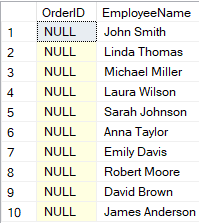 OrderID EmployeeName
1 NULL John Smith
2 NULL Linda Thomas
3 NULL Michael Miller
4 NULL Laura Wilson
5 NULL Sarah Johnson
6 NULL Anna Taylor
7 NULL Emily Davis
8 NULL Robert Moore
9 NULL David Brown
10 NULL James Anderson